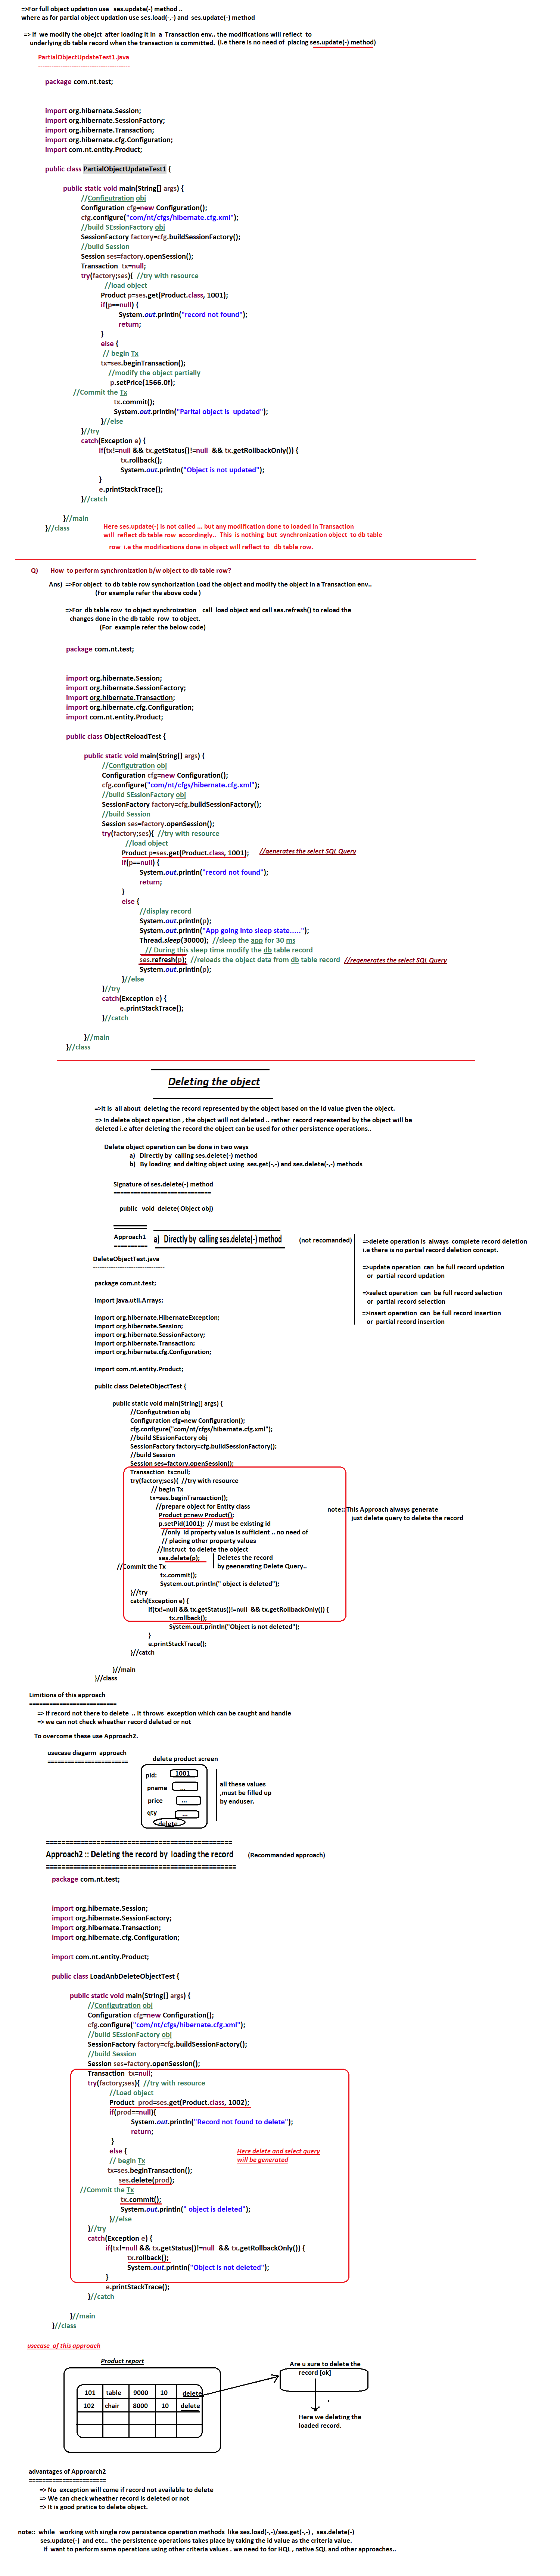 =>For full object updation use ses.update(-) method ..
where as for partial object updation use ses.load(-,-) and ses.update(-) method
=> if we modify the obejct after loading it in a Transaction env.. the modifications will reflect to
underlying db table record when the transaction is committed. (i.e there is no need of placing ses.update(-) method)
PartialObjectUpdateTest1.java
----------------------------------------
package com.nt.test;
import org.hibernate.Session;
import org.hibernate.SessionFactory;
import org.hibernate.Transaction;
import org.hibernate.cfg.Configuration;
import com.nt.entity.Product;
public class PartialObjectUpdateTest1 {
public static void main(String[] args) {
//Configutration obj
Configuration cfg=new Configuration();
cfg.configure("com/nt/cfgs/hibernate.cfg.xml");
//build SEssionFactory obj
SessionFactory factory=cfg.buildSessionFactory();
//build Session
Session ses=factory.openSession();
Transaction tx=null;
try(factory;ses){ //try with resource
//load object
Product p=ses.get(Product.class, 1001);
if(p==null) {
System.out.println("record not found");
return;
}
else {
// begin Tx
tx=ses.beginTransaction();
//modify the object partially
p.setPrice(1566.0f);
//Commit the Tx
tx.commit();
System.out.println("Parital object is updated");
}//else
}//try
catch(Exception e) {
if(tx!=null && tx.getStatus()!=null && tx.getRollbackOnly()) {
tx.rollback();
System.out.println("Object is not updated");
}
e.printStackTrace();
}//catch
}//main
}//class
Here ses.update(-) is not called ... but any modification done to loaded in Transaction
will reflect db table row accordingly.. This is nothing but synchronization object to db table
row i.e the modifications done in object will reflect to db table row.
Q) How to perform synchronization b/w object to db table row?
Ans) =>For object to db table row synchorization Load the object and modify the object in a Transaction env..
(For example refer the above code )
=>For db table row to object synchroization call load object and call ses.refresh() to reload the
changes done in the db table row to object.
(For example refer the below code)
package com.nt.test;
import org.hibernate.Session;
import org.hibernate.SessionFactory;
import org.hibernate.Transaction;
import org.hibernate.cfg.Configuration;
import com.nt.entity.Product;
public class ObjectReloadTest {
public static void main(String[] args) {
//Configutration obj
Configuration cfg=new Configuration();
cfg.configure("com/nt/cfgs/hibernate.cfg.xml");
//build SEssionFactory obj
SessionFactory factory=cfg.buildSessionFactory();
//build Session
Session ses=factory.openSession();
try(factory;ses){ //try with resource
//load object
Product p=ses.get(Product.class, 1001); //generates the select SQL Query
if(p==null) {
System.out.println("record not found");
return;
}
else {
//display record
System.out.println(p);
System.out.println("App going into sleep state.....");
Thread.sleep(30000); //sleep the app for 30 ms
// During this sleep time modify the db table record
ses.refresh(p); //reloads the object data from db table record //regenerates the select SQL Query
System.out.println(p);
}//else
}//try
catch(Exception e) {
e.printStackTrace();
}//catch
}//main
}//class
Deleting the object
=>It is all about deleting the record represented by the object based on the id value given the object.
=> In delete object operation , the object will not deleted .. rather record represented by the object will be
deleted i.e after deleting the record the object can be used for other persistence operations..
Delete object operation can be done in two ways
a) Directly by calling ses.delete(-) method
b) By loading and delting object using ses.get(-,-) and ses.delete(-,-) methods
Signature of ses.delete(-) method
=============================
public void delete( Object obj)
Approach1 a) Directly by calling ses.delete(-) method (not recomanded)
==========
=>delete operation is always complete record deletion
i.e there is no partial record deletion concept.
=>update operation can be full record updation
or partial record updation
=>select operation can be full record selection
or partial record selection
=>insert operation can be full record insertion
or partial record insertion
DeleteObjectTest.java
-------------------------------
package com.nt.test;
import java.util.Arrays;
import org.hibernate.HibernateException;
import org.hibernate.Session;
import org.hibernate.SessionFactory;
import org.hibernate.Transaction;
import org.hibernate.cfg.Configuration;
import com.nt.entity.Product;
public class DeleteObjectTest {
public static void main(String[] args) {
//Configutration obj
Configuration cfg=new Configuration();
cfg.configure("com/nt/cfgs/hibernate.cfg.xml");
//build SEssionFactory obj
SessionFactory factory=cfg.buildSessionFactory();
//build Session
Session ses=factory.openSession();
Transaction tx=null;
try(factory;ses){ //try with resource
// begin Tx
tx=ses.beginTransaction();
//prepare object for Entity class
Product p=new Product();
p.setPid(1001); // must be existing id
//only id property value is sufficient .. no need of
// placing other property values
//instruct to delete the object
ses.delete(p); Deletes the record
by geenerating Delete Query..
//Commit the Tx
tx.commit();
System.out.println(" object is deleted");
}//try
catch(Exception e) {
if(tx!=null && tx.getStatus()!=null && tx.getRollbackOnly()) {
tx.rollback();
System.out.println("Object is not deleted");
}
e.printStackTrace();
}//catch
}//main
}//class
note:: This Approach always generate
just delete query to delete the record
Limitions of this approach
==========================
=> if record not there to delete .. it throws exception which can be caught and handle
=> we can not check wheather record deleted or not
To overcome these use Approach2.
usecase diagarm approach
========================
delete product screen
pid: 1001
pname ...
price ...
qty ...
delete
all these values
,must be filled up
by enduser.
==============================================
Approach2 :: Deleting the record by loading the record (Recommanded approach)
===============================================
package com.nt.test;
import org.hibernate.Session;
import org.hibernate.SessionFactory;
import org.hibernate.Transaction;
import org.hibernate.cfg.Configuration;
import com.nt.entity.Product;
public class LoadAnbDeleteObjectTest {
public static void main(String[] args) {
//Configutration obj
Configuration cfg=new Configuration();
cfg.configure("com/nt/cfgs/hibernate.cfg.xml");
//build SEssionFactory obj
SessionFactory factory=cfg.buildSessionFactory();
//build Session
Session ses=factory.openSession();
Transaction tx=null;
try(factory;ses){ //try with resource
//Load object
Product prod=ses.get(Product.class, 1002);
if(prod==null){
System.out.println("Record not found to delete");
return;
}
else {
// begin Tx
tx=ses.beginTransaction();
ses.delete(prod);
//Commit the Tx
tx.commit();
System.out.println(" object is deleted");
}//else
}//try
catch(Exception e) {
if(tx!=null && tx.getStatus()!=null && tx.getRollbackOnly()) {
tx.rollback();
System.out.println("Object is not deleted");
}
e.printStackTrace();
}//catch
}//main
}//class
Here delete and select query
will be generated
usecase of this approach
Product report
101 table 9000 10 delete
102 chair 8000 10 delete
Are u sure to delete the
record [ok]
Here we deleting the
loaded record.
advantages of Approarch2
=======================
=> No exception will come if record not available to delete
=> We can check wheather record is deleted or not
=> It is good pratice to delete object.
note:: while working with single row persistence operation methods like ses.load(-,-)/ses.get(-,-) , ses.delete(-)
ses.update(-) and etc.. the persistence operations takes place by taking the id value as the criteria value.
if want to perform same operations using other criteria values . we need to for HQL , native SQL and other approaches..